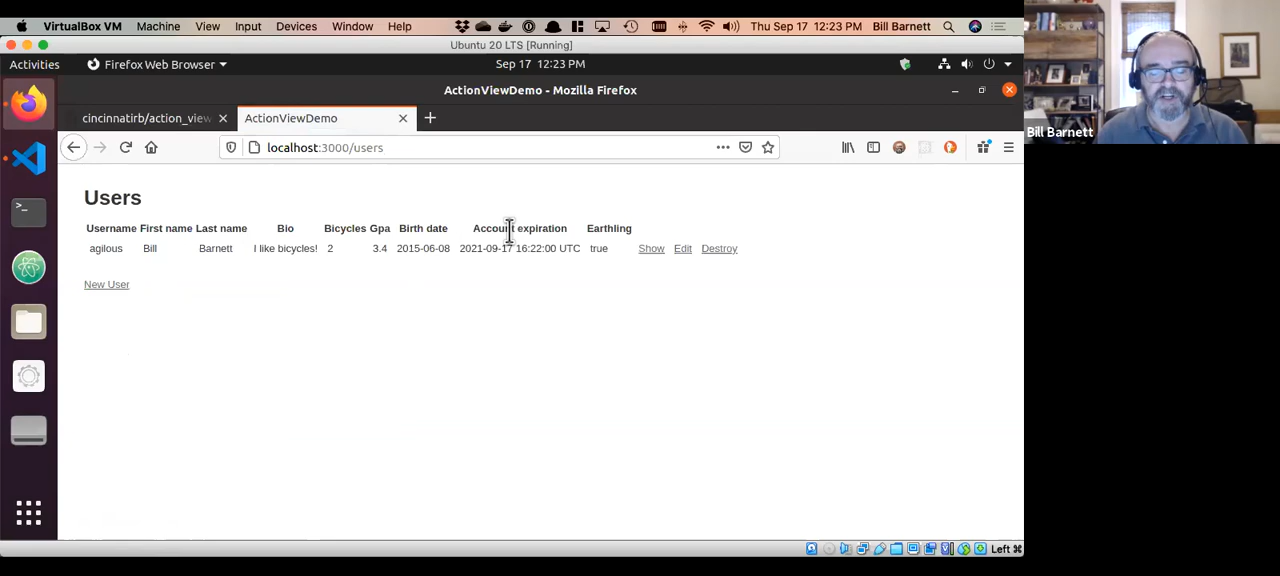 VirtualBox VM Machine View Input Devices Window Help Thu Sep 17 12:23 PM Bill Barnett
Ubuntu 20 LTS [Running]
Activities Firefox Web Browser Sep 17 12:23 PM
ActionViewDemo - Mozilla Firefox
cincinnatirb/action_view ActionViewDemo
localhost:3000/users
Bill Barnett
Users
Username First name Last name Bio Bicycles Gpa Birth date Account expiration Earthling
agilous Bill Barnett I like bicycles! 2 3.4 2015-06-08 2021-09-17 16:22:00 UTC true Show Edit Destroy
New User
Left ⌘